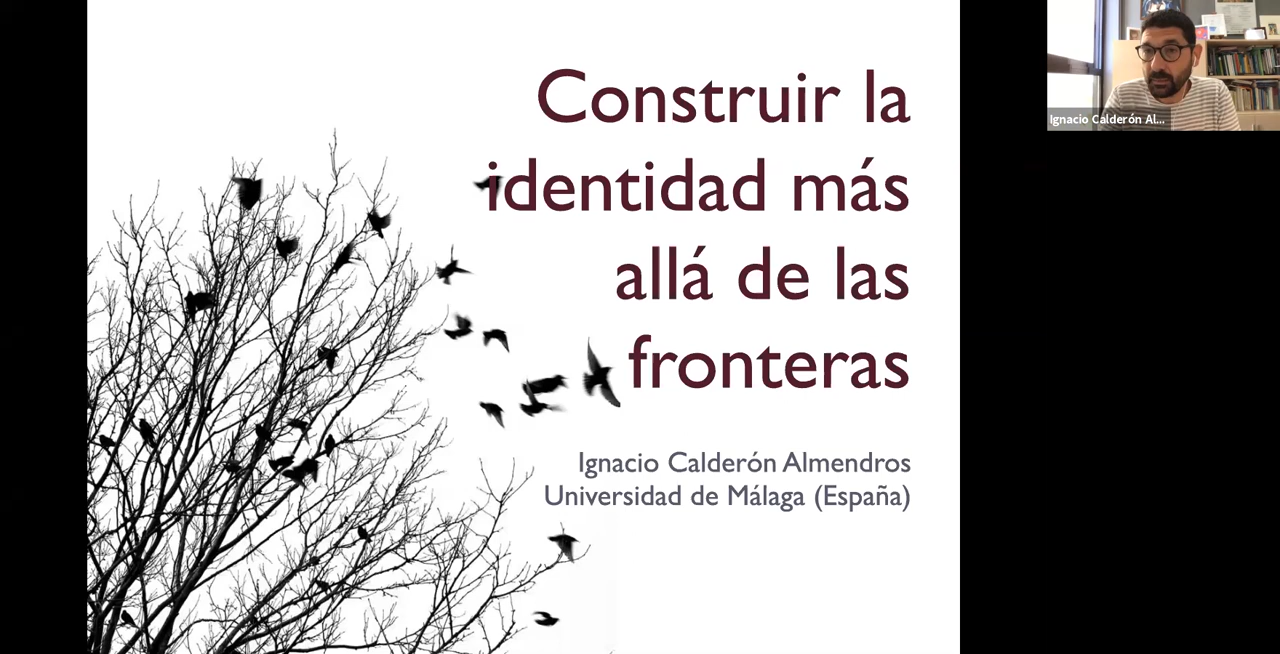 Construir la
identidad más
allá de las
fronteras
Ignacio Calderón Almendros
Universidad de Málaga (España)
Ignacio Calderón Al...